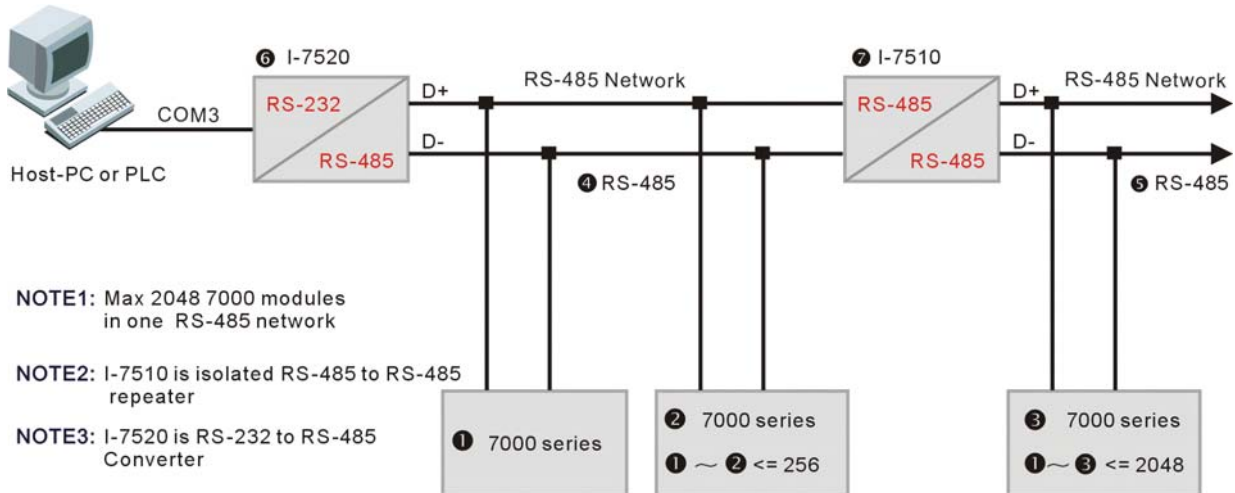 ❻ I-7520
❼ I-7510
RS-232
RS-485
D+
D-
RS-485 Network
RS-485
RS-485
D+
D-
RS-485 Network
COM3
Host-PC or PLC
❹ RS-485
❺ RS-485
NOTE1: Max 2048 7000 modules
in one RS-485 network
NOTE2: I-7510 is isolated RS-485 to RS-485
repeater
NOTE3: I-7520 is RS-232 to RS-485
Converter
❶ 7000 series
❷ 7000 series
❶ ~ ❷ <= 256
❸ 7000 series
❶ ~ ❸ <= 2048